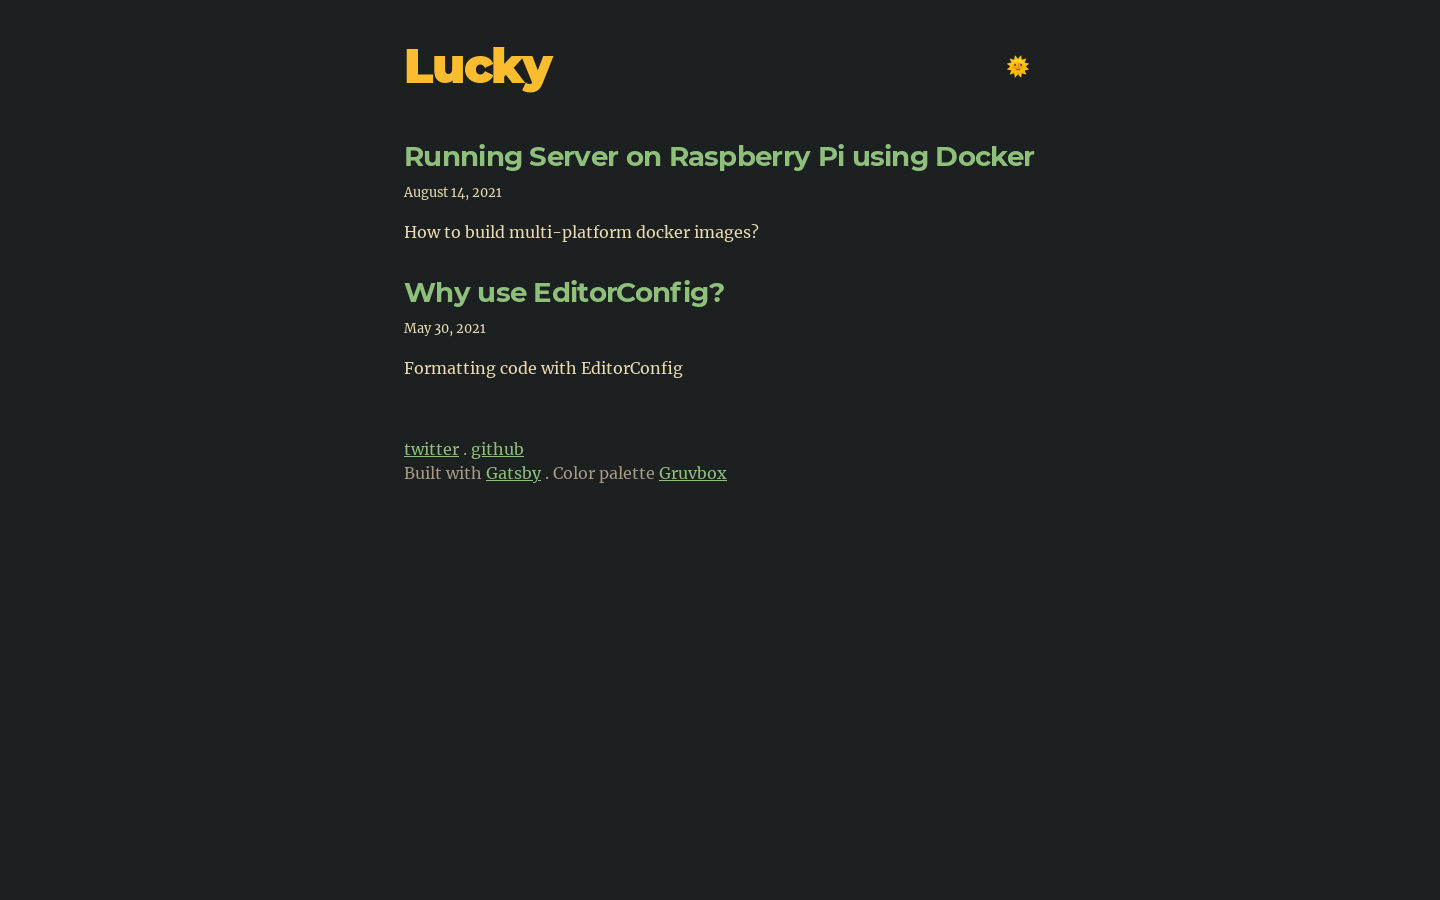 Lucky
Running Server on Raspberry Pi using Docker
August 14, 2021
How to build multi-platform docker images?
Why use EditorConfig?
May 30, 2021
Formatting code with EditorConfig
twitter . github
Built with Gatsby . Color palette Gruvbox